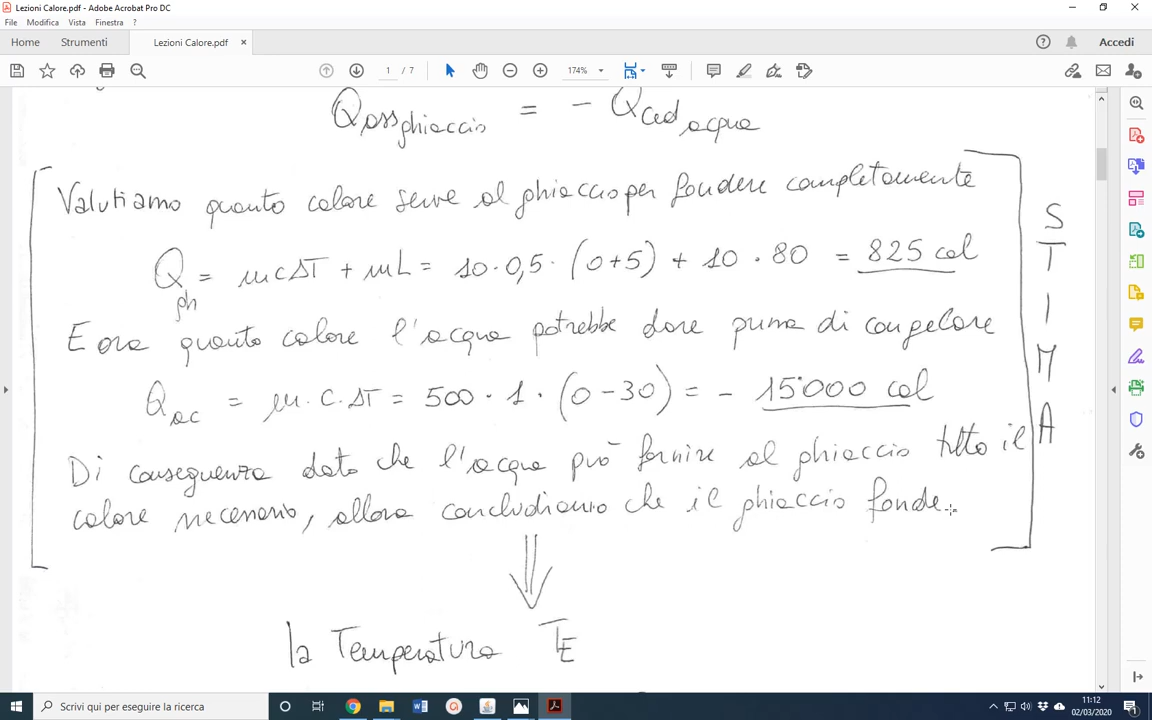 Lezioni Calore.pdf - Adobe Acrobat Pro DC
File Modifica Vista Finestra ?
Home Strumenti Lezioni Calore.pdf × Accedi
1 / 7 174%
Qass ghiaccio = - Qced acqua
Valutiamo quanto calore serve al ghiaccio per fondere completamente
Qph = mcΔT + mL = 10·0,5·(0+5) + 10·80 = 825 cal
E ora quanto calore l'acqua potrebbe dare prima di congelare
Qac = m.c.ΔT = 500·1·(0-30) = - 15'000 cal
Di conseguenza dato che l'acqua può fornire al ghiaccio tutto il
calore necessario, allora concludiamo che il ghiaccio fonde.
STIMA
⇓
la Temperatura TE
Scrivi qui per eseguire la ricerca
11:12
02/03/2020